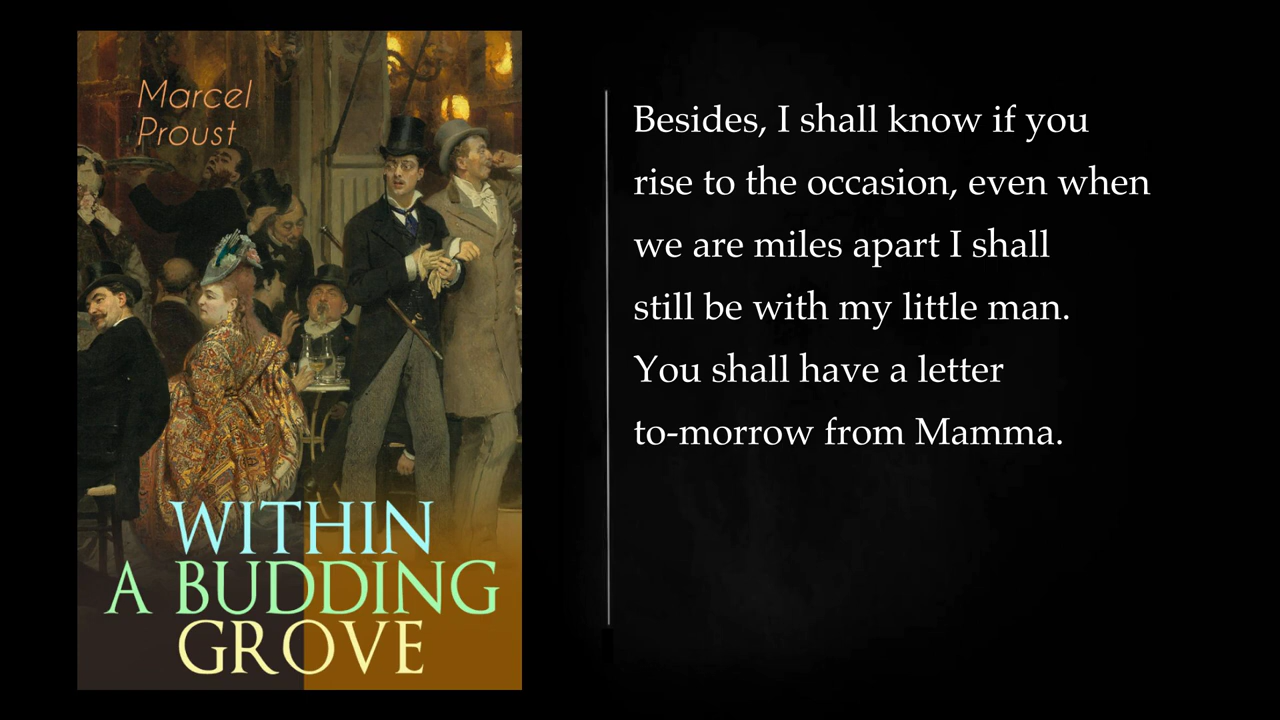 Marcel
Proust
WITHIN
A BUDDING
GROVE
Besides, I shall know if you
rise to the occasion, even when
we are miles apart I shall
still be with my little man.
You shall have a letter
to-morrow from Mamma.